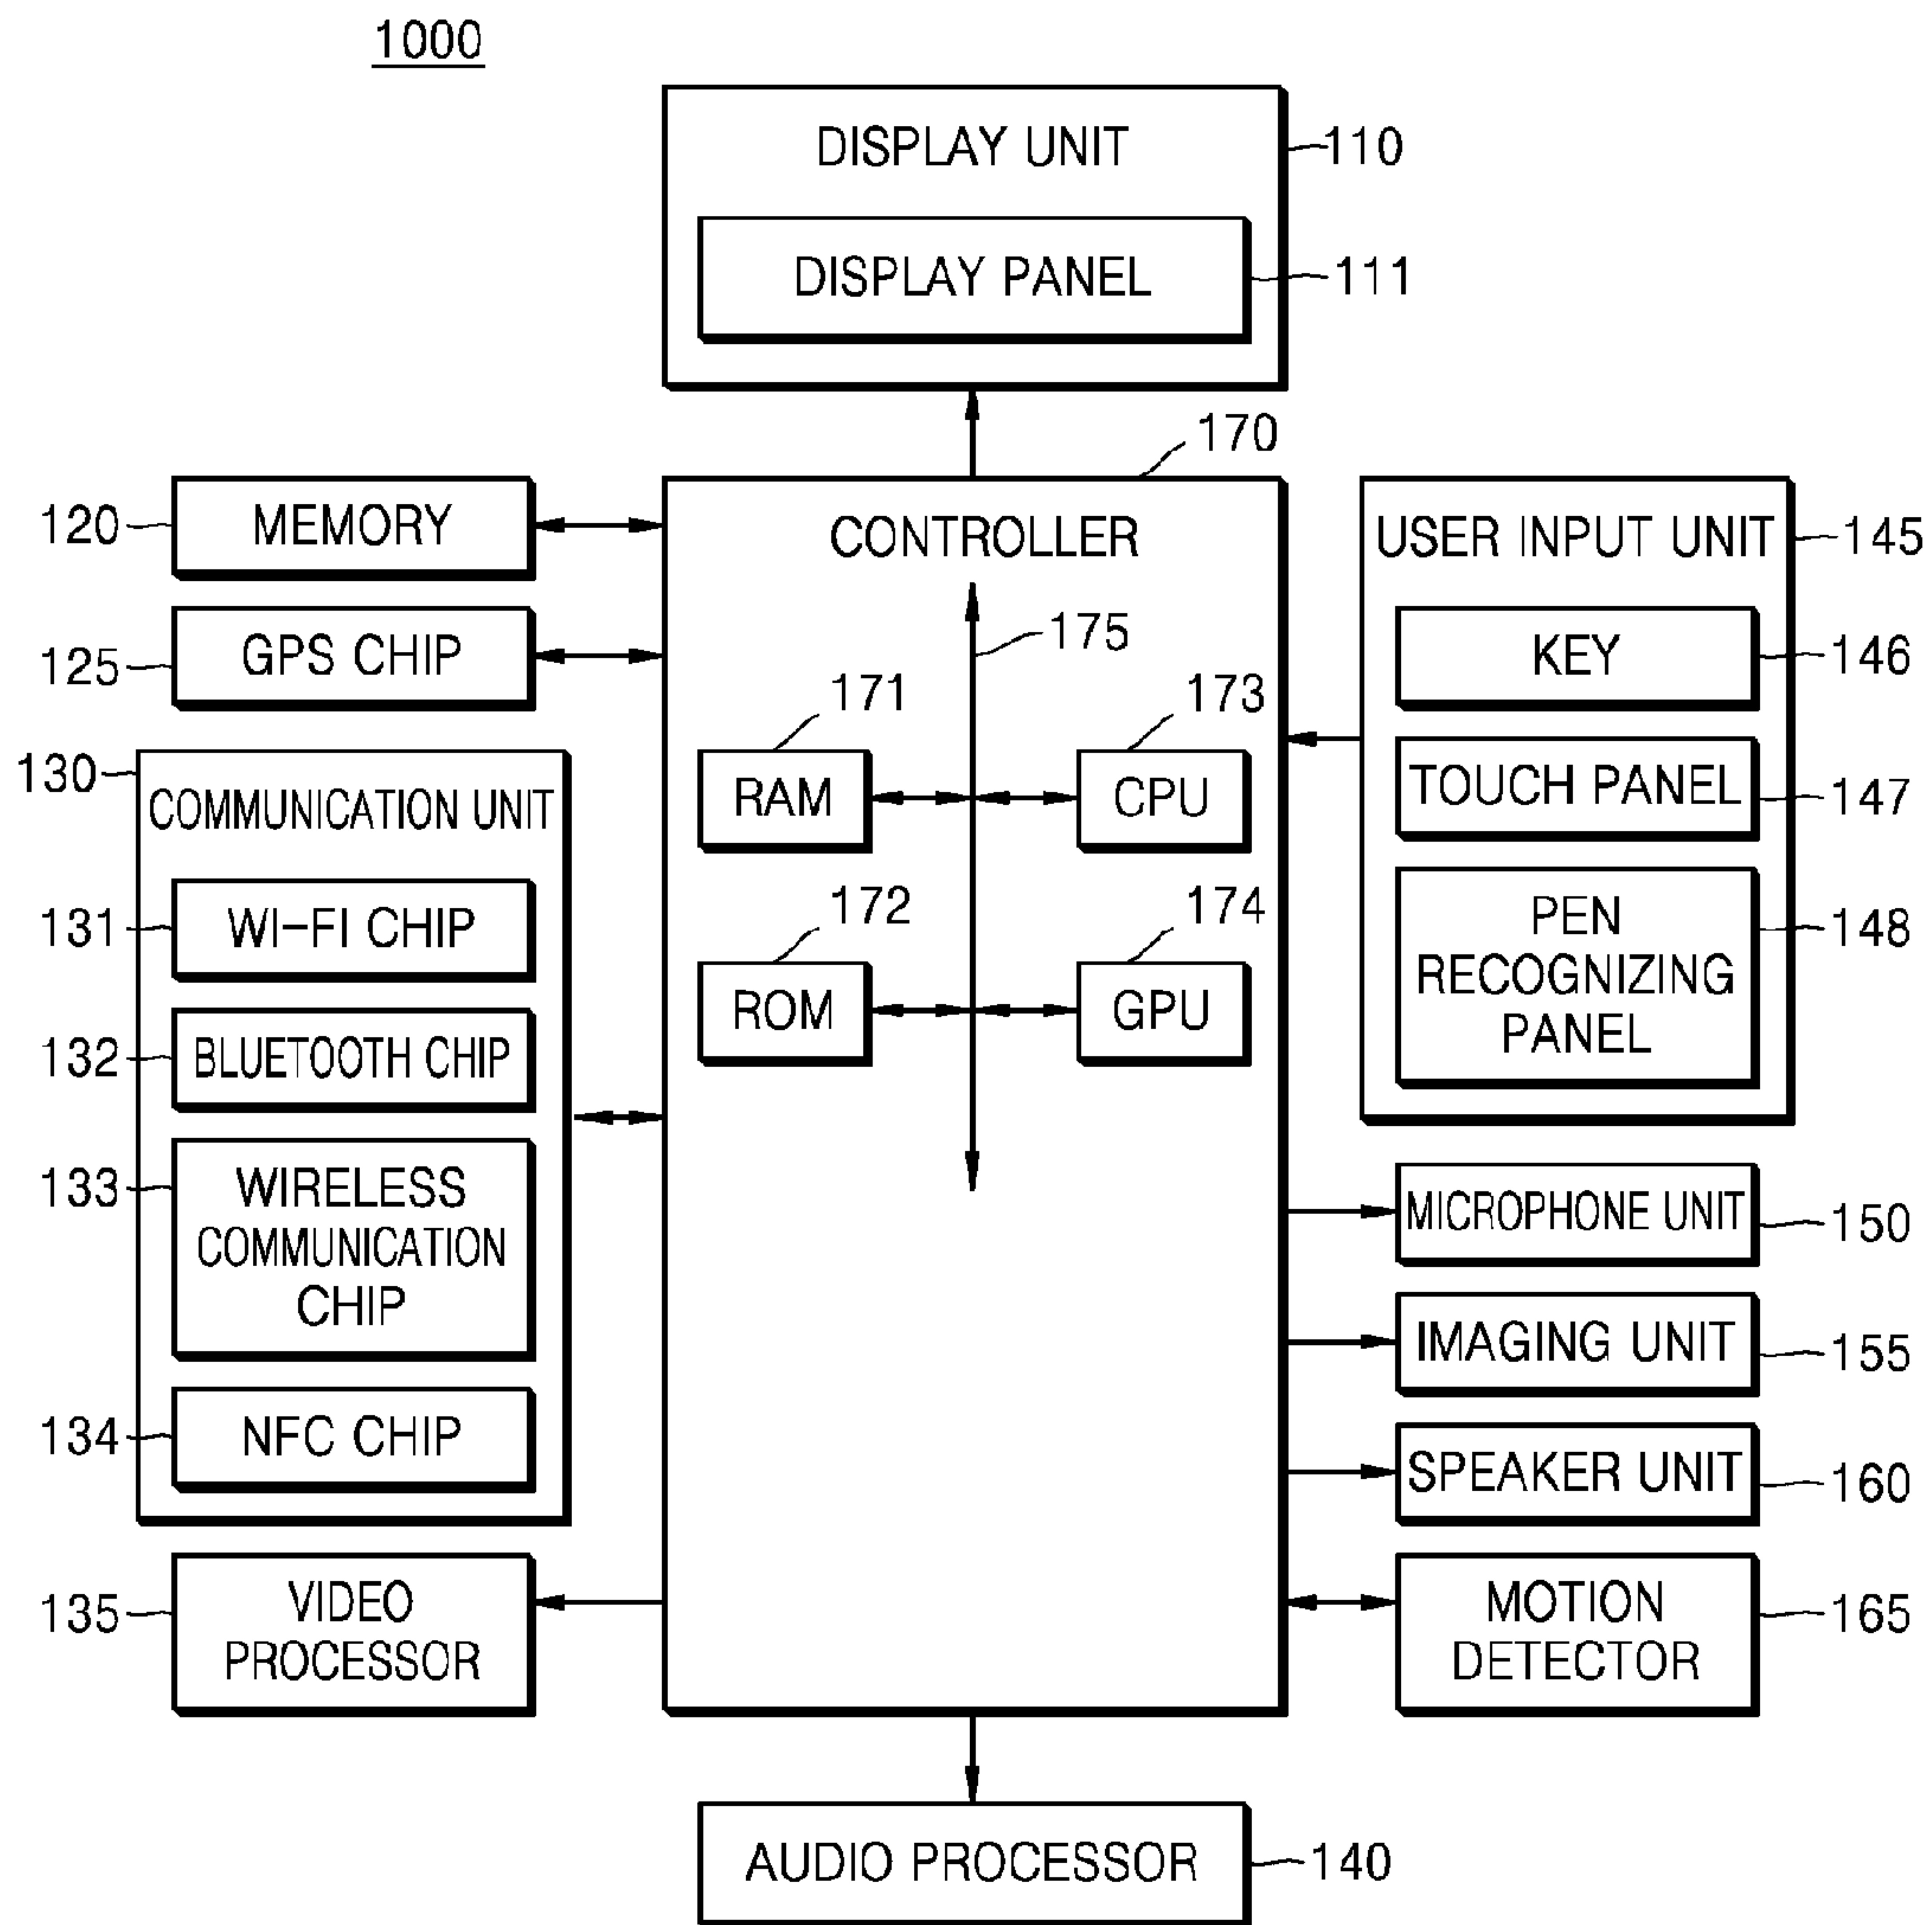 1000
DISPLAY UNIT
110
DISPLAY PANEL
111
170
120
MEMORY
CONTROLLER
USER INPUT UNIT
145
125
GPS CHIP
175
KEY
146
171
173
130
COMMUNICATION UNIT
RAM
CPU
TOUCH PANEL
147
131
WI-FI CHIP
172
174
PEN
RECOGNIZING
PANEL
148
ROM
GPU
132
BLUETOOTH CHIP
133
WIRELESS
COMMUNICATION
CHIP
MICROPHONE UNIT
150
IMAGING UNIT
155
134
NFC CHIP
SPEAKER UNIT
160
135
VIDEO
PROCESSOR
MOTION
DETECTOR
165
AUDIO PROCESSOR
140